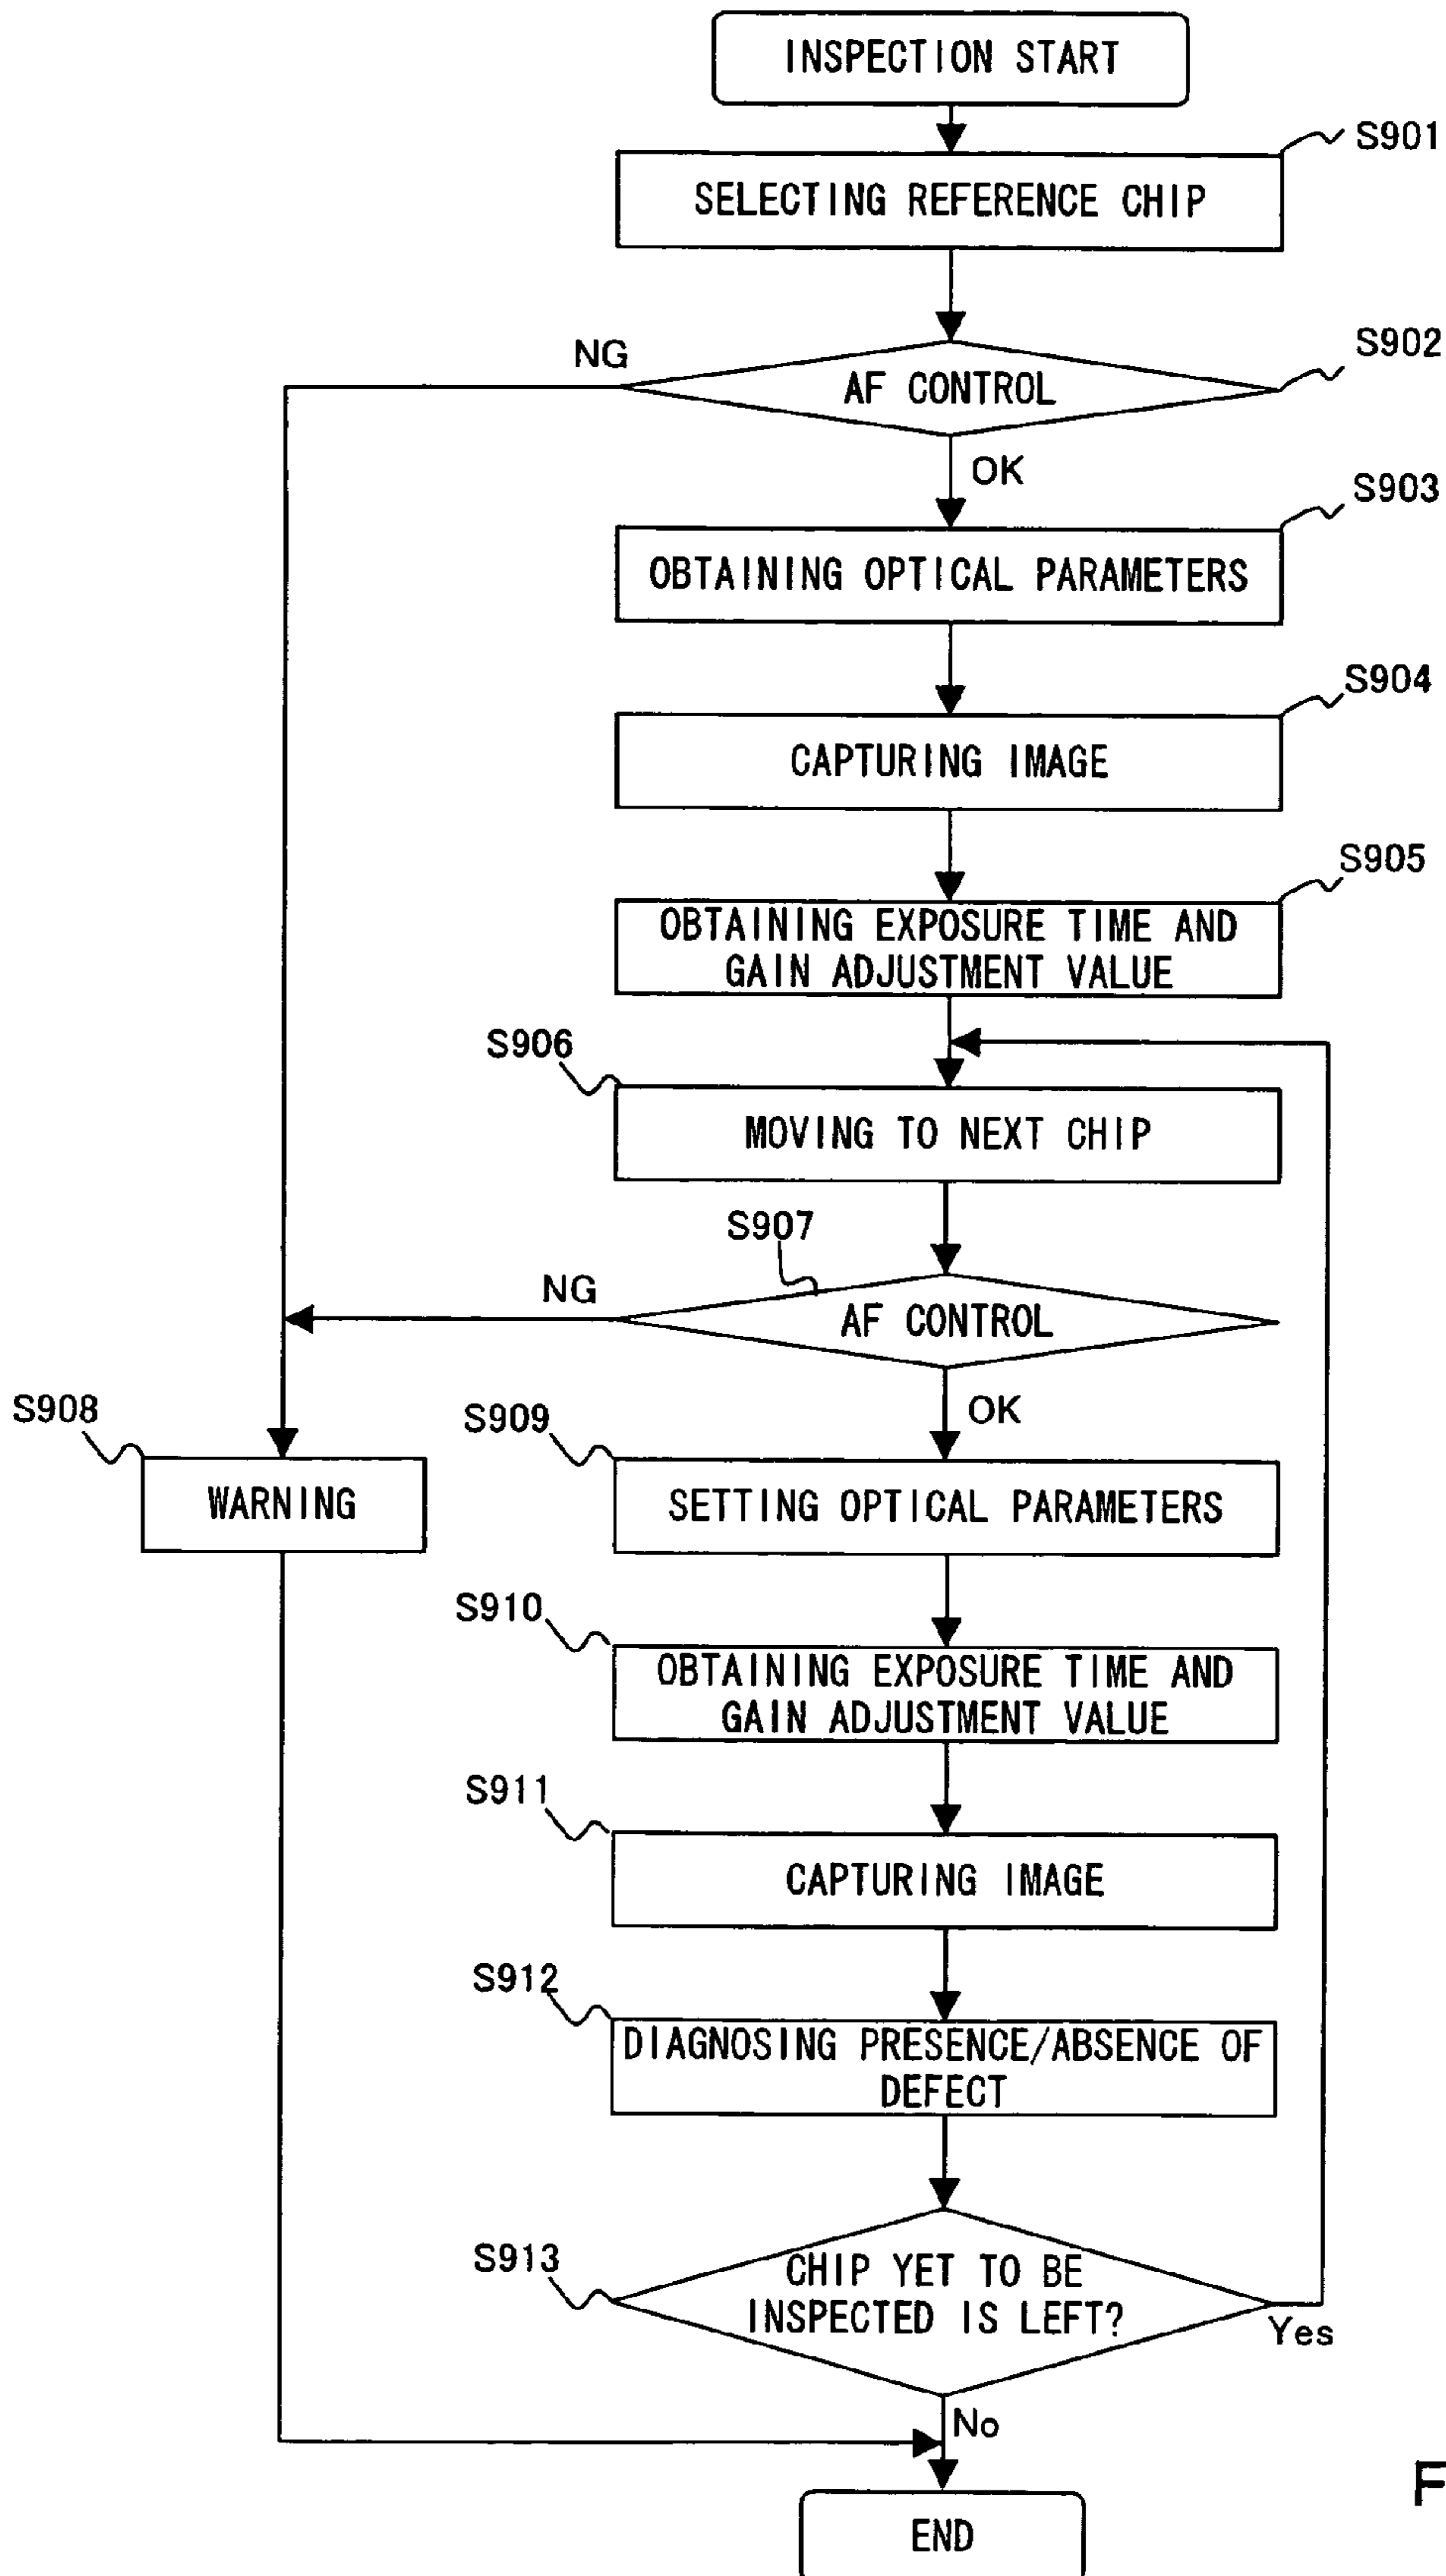 INSPECTION START
S901
SELECTING REFERENCE CHIP
S902
NG
AF CONTROL
OK
S903
OBTAINING OPTICAL PARAMETERS
S904
CAPTURING IMAGE
S905
OBTAINING EXPOSURE TIME AND
GAIN ADJUSTMENT VALUE
S906
MOVING TO NEXT CHIP
S907
NG
AF CONTROL
OK
S908
WARNING
S909
SETTING OPTICAL PARAMETERS
S910
OBTAINING EXPOSURE TIME AND
GAIN ADJUSTMENT VALUE
S911
CAPTURING IMAGE
S912
DIAGNOSING PRESENCE/ABSENCE OF
DEFECT
S913
CHIP YET TO BE
INSPECTED IS LEFT?
Yes
No
F
END